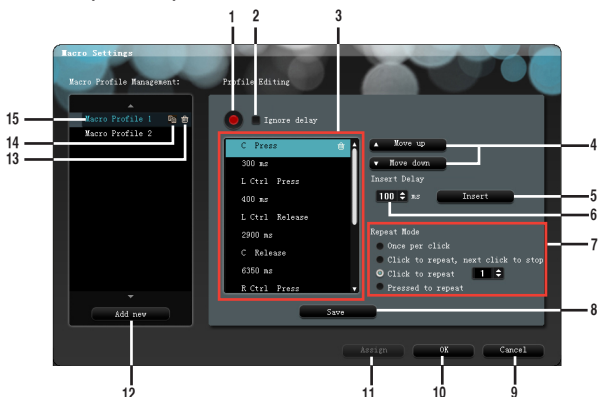 1
2
3
Macro Settings
Macro Profile Management:
Profile Editing
15
Macro Profile 1
14
Macro Profile 2
13
Ignore delay
C Press
300 ms
L Ctrl Press
400 ms
L Ctrl Release
2900 ms
C Release
6350 ms
R Ctrl Press
Move up
4
Move down
Insert Delay
100 ms
Insert
5
6
Repeat Mode
7
Once per click
Click to repeat, next click to stop
Click to repeat 1
Pressed to repeat
Add new
Save
8
Assign
OK
Cancel
12
11
10
9